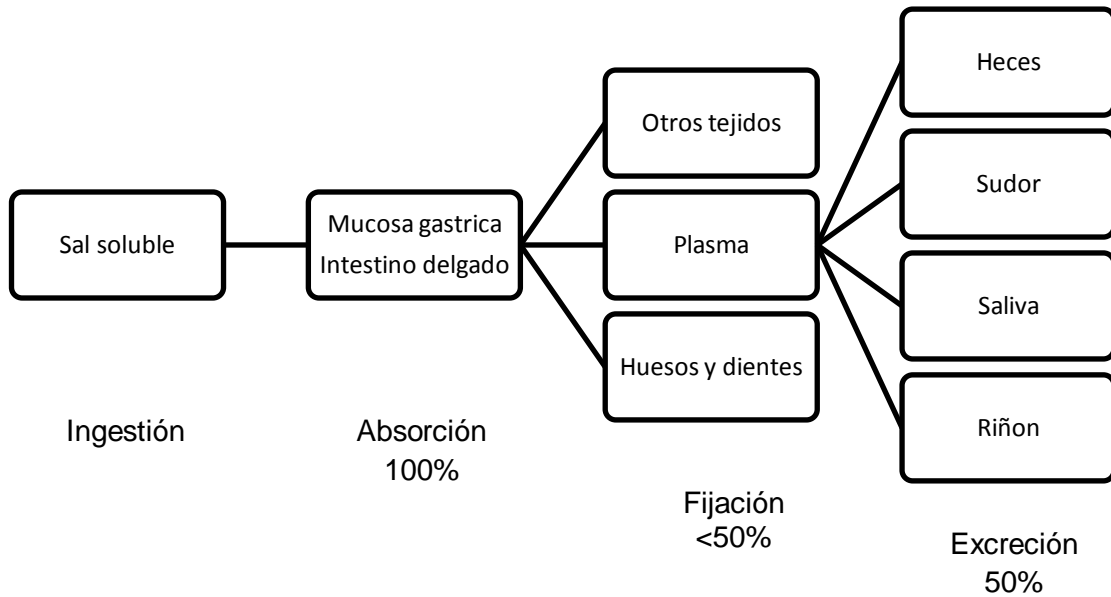 Sal soluble
Ingestión
Mucosa gastrica
Intestino delgado
Absorción
100%
Otros tejidos
Plasma
Huesos y dientes
Fijación
<50%
Heces
Sudor
Saliva
Riñon
Excreción
50%